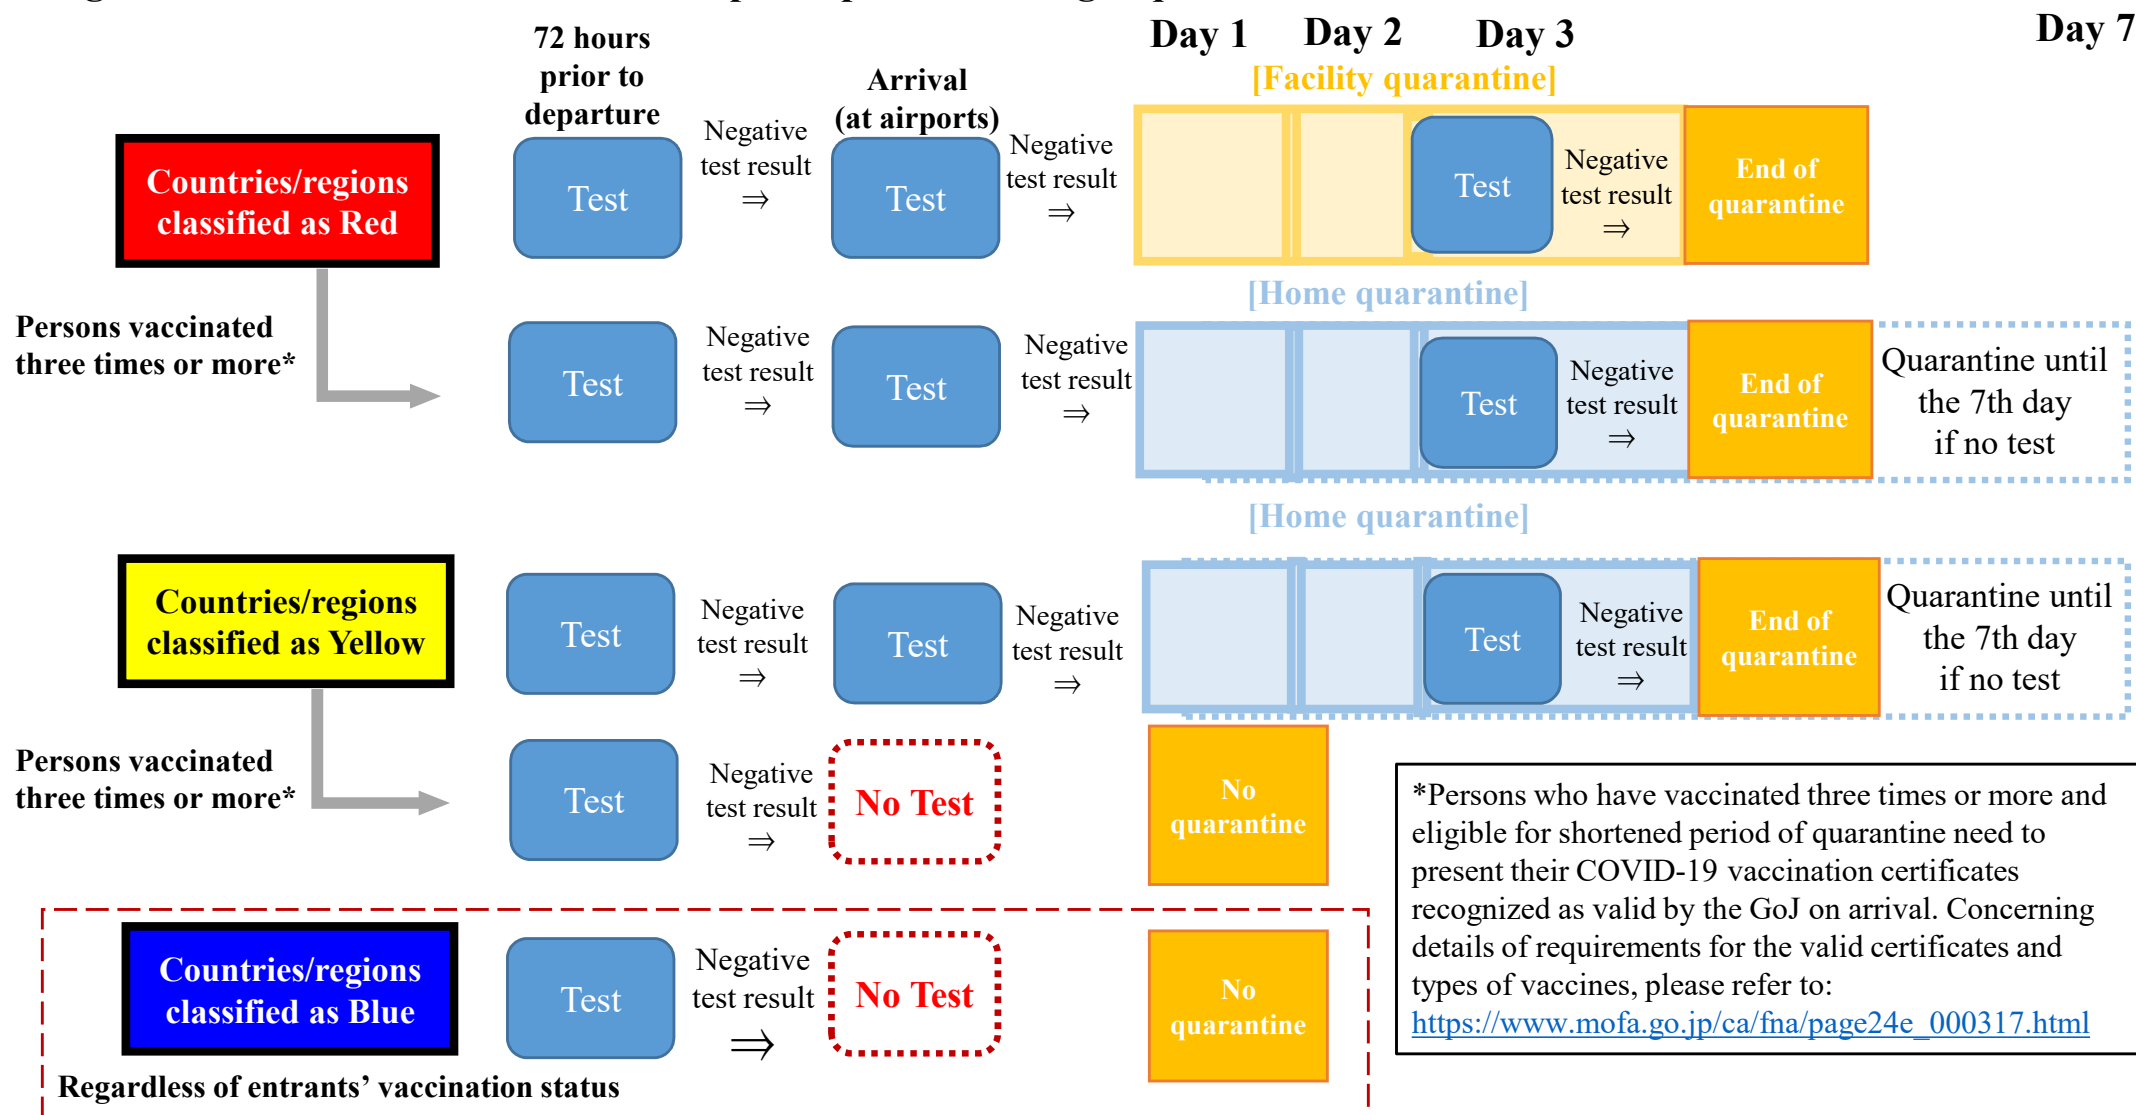 72 hours
prior to
departure
Arrival
(at airports)
Day 1
Day 2
Day 3
Day 7
[Facility quarantine]
Countries/regions
classified as Red
Test
Negative
test result
⇒
Test
Negative
test result
⇒
Test
Negative
test result
⇒
End of
quarantine
[Home quarantine]
Persons vaccinated
three times or more*
Test
Negative
test result
⇒
Test
Negative
test result
⇒
Test
Negative
test result
⇒
End of
quarantine
Quarantine until
the 7th day
if no test
[Home quarantine]
Countries/regions
classified as Yellow
Test
Negative
test result
⇒
Test
Negative
test result
⇒
Test
Negative
test result
⇒
End of
quarantine
Quarantine until
the 7th day
if no test
Persons vaccinated
three times or more*
Test
Negative
test result
⇒
No Test
No
quarantine
*Persons who have vaccinated three times or more and
eligible for shortened period of quarantine need to
present their COVID-19 vaccination certificates
recognized as valid by the GoJ on arrival. Concerning
details of requirements for the valid certificates and
types of vaccines, please refer to:
https://www.mofa.go.jp/ca/fna/page24e_000317.html
Countries/regions
classified as Blue
Test
Negative
test result
⇒
No Test
No
quarantine
Regardless of entrants' vaccination status